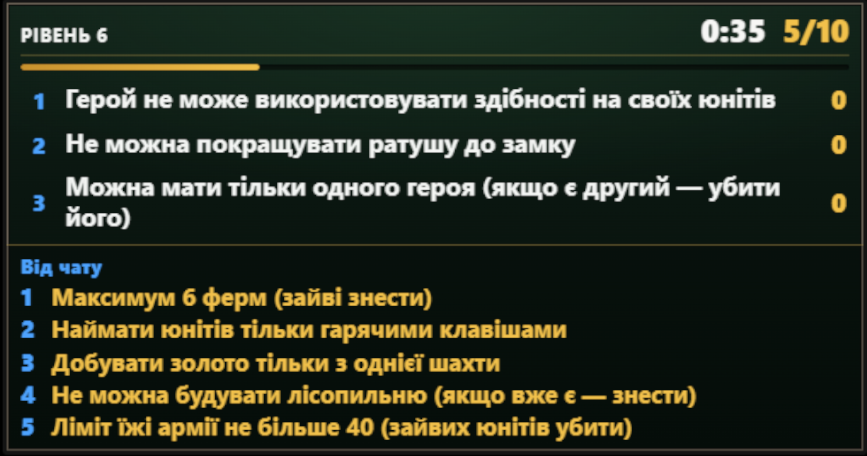 РІВЕНЬ 6 0:35 5/10
1 Герой не може використовувати здібності на своїх юнітів 0
2 Не можна покращувати ратушу до замку 0
3 Можна мати тільки одного героя (якщо є другий — убити 0
його)
Від чату
1 Максимум 6 ферм (зайві знести)
2 Наймати юнітів тільки гарячими клавішами
3 Добувати золото тільки з однієї шахти
4 Не можна будувати лісопильню (якщо вже є — знести)
5 Ліміт їжі армії не більше 40 (зайвих юнітів убити)